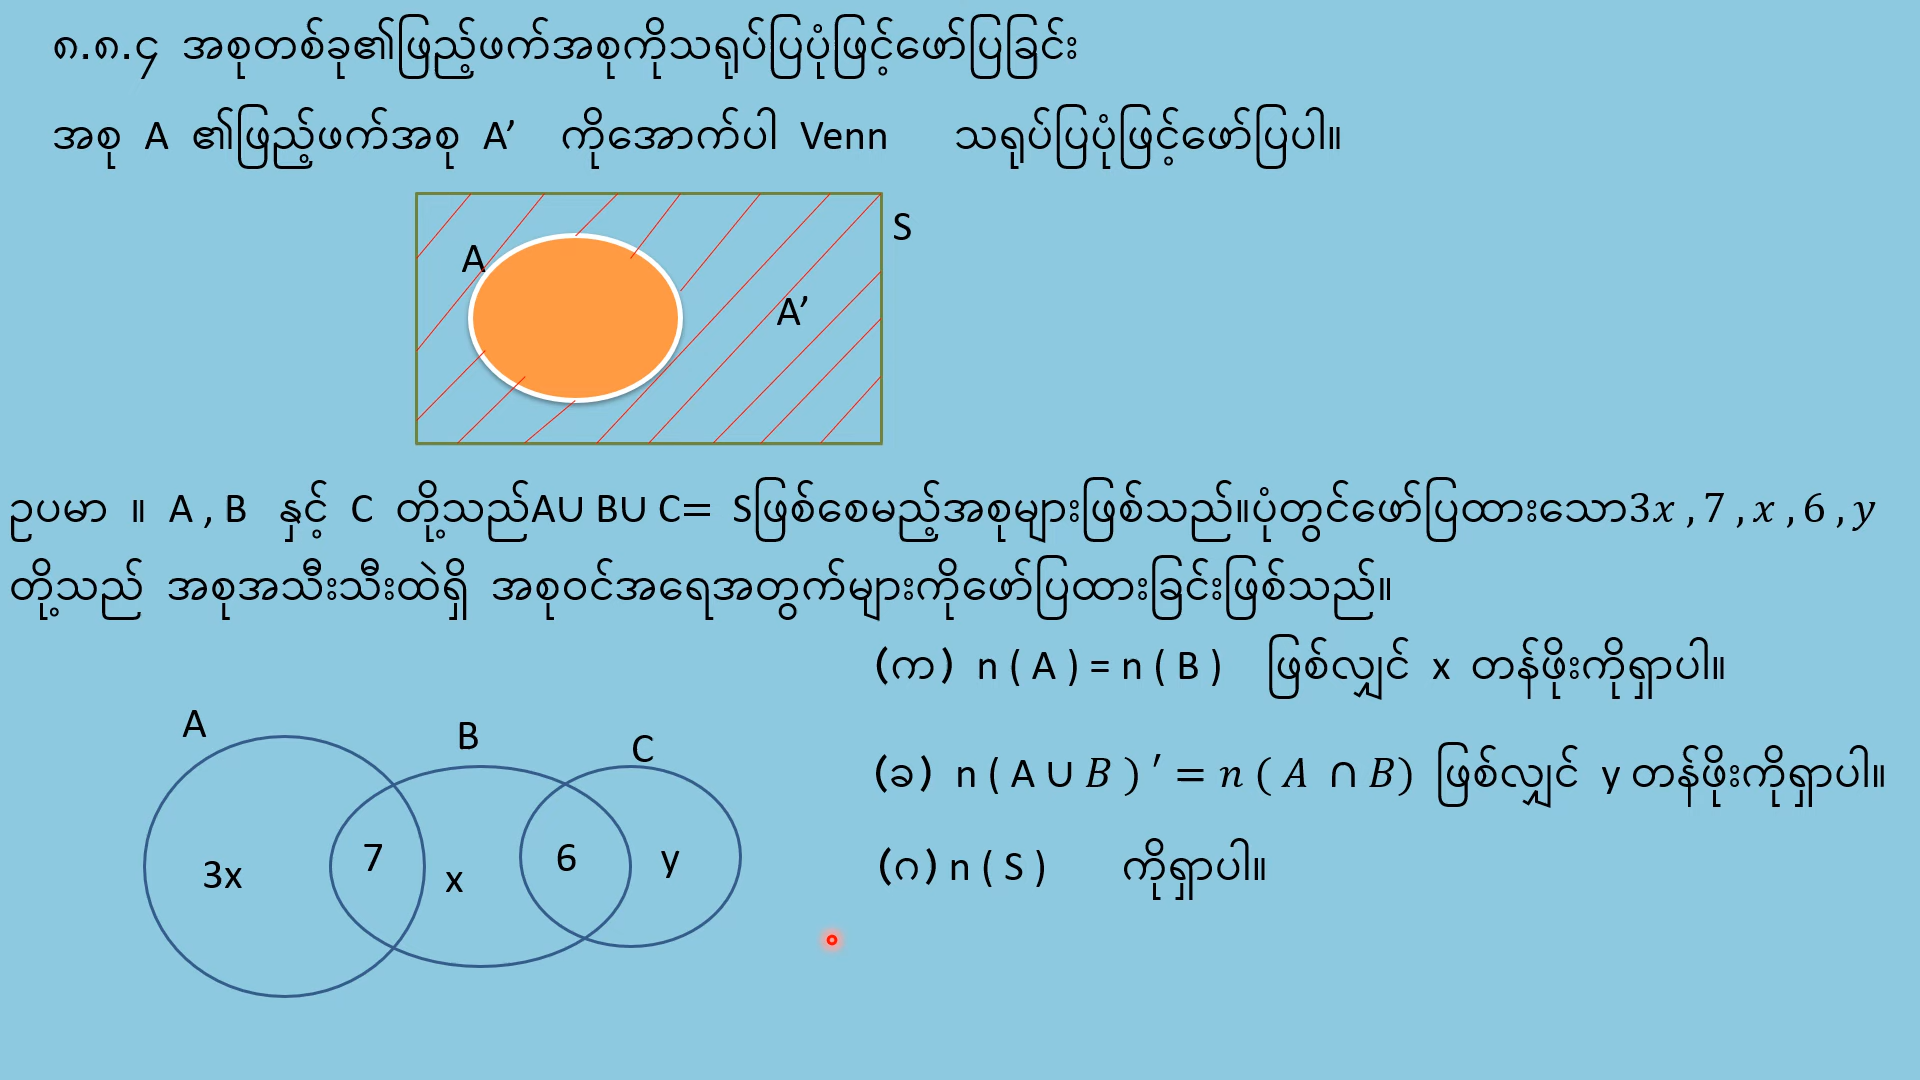 ၈.၈.၄ အစုတစ်ခု၏ဖြည့်ဖက်အစုကိုသရုပ်ပြပုံဖြင့်ဖော်ပြခြင်း
အစု A ၏ဖြည့်ဖက်အစု A’ ကိုအောက်ပါ Venn သရုပ်ပြပုံဖြင့်ဖော်ပြပါ။
S
A
A’
ဥပမာ ။ A , B နှင့် C တို့သည်A∪ B∪ C= Sဖြစ်စေမည့်အစုများဖြစ်သည်။ပုံတွင်ဖော်ပြထားသော3x , 7 , x , 6 , y
တို့သည် အစုအသီးသီးထဲရှိ အစုဝင်အရေအတွက်များကိုဖော်ပြထားခြင်းဖြစ်သည်။
(က) n ( A ) = n ( B ) ဖြစ်လျှင် x တန်ဖိုးကိုရှာပါ။
(ခ) n ( A ∪ B ) ′ = n ( A ∩ B) ဖြစ်လျှင် y တန်ဖိုးကိုရှာပါ။
(ဂ) n ( S ) ကိုရှာပါ။
A
B
C
3x
7
x
6
y